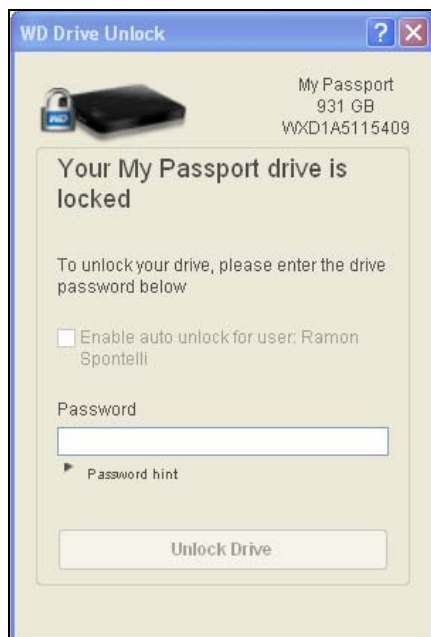 WD Drive Unlock
?
WD
My Passport
931 GB
WXD1A5115409
Your My Passport drive is
locked
To unlock your drive, please enter the drive
password below
Enable auto unlock for user: Ramon
Spontelli
Password
Password hint
Unlock Drive